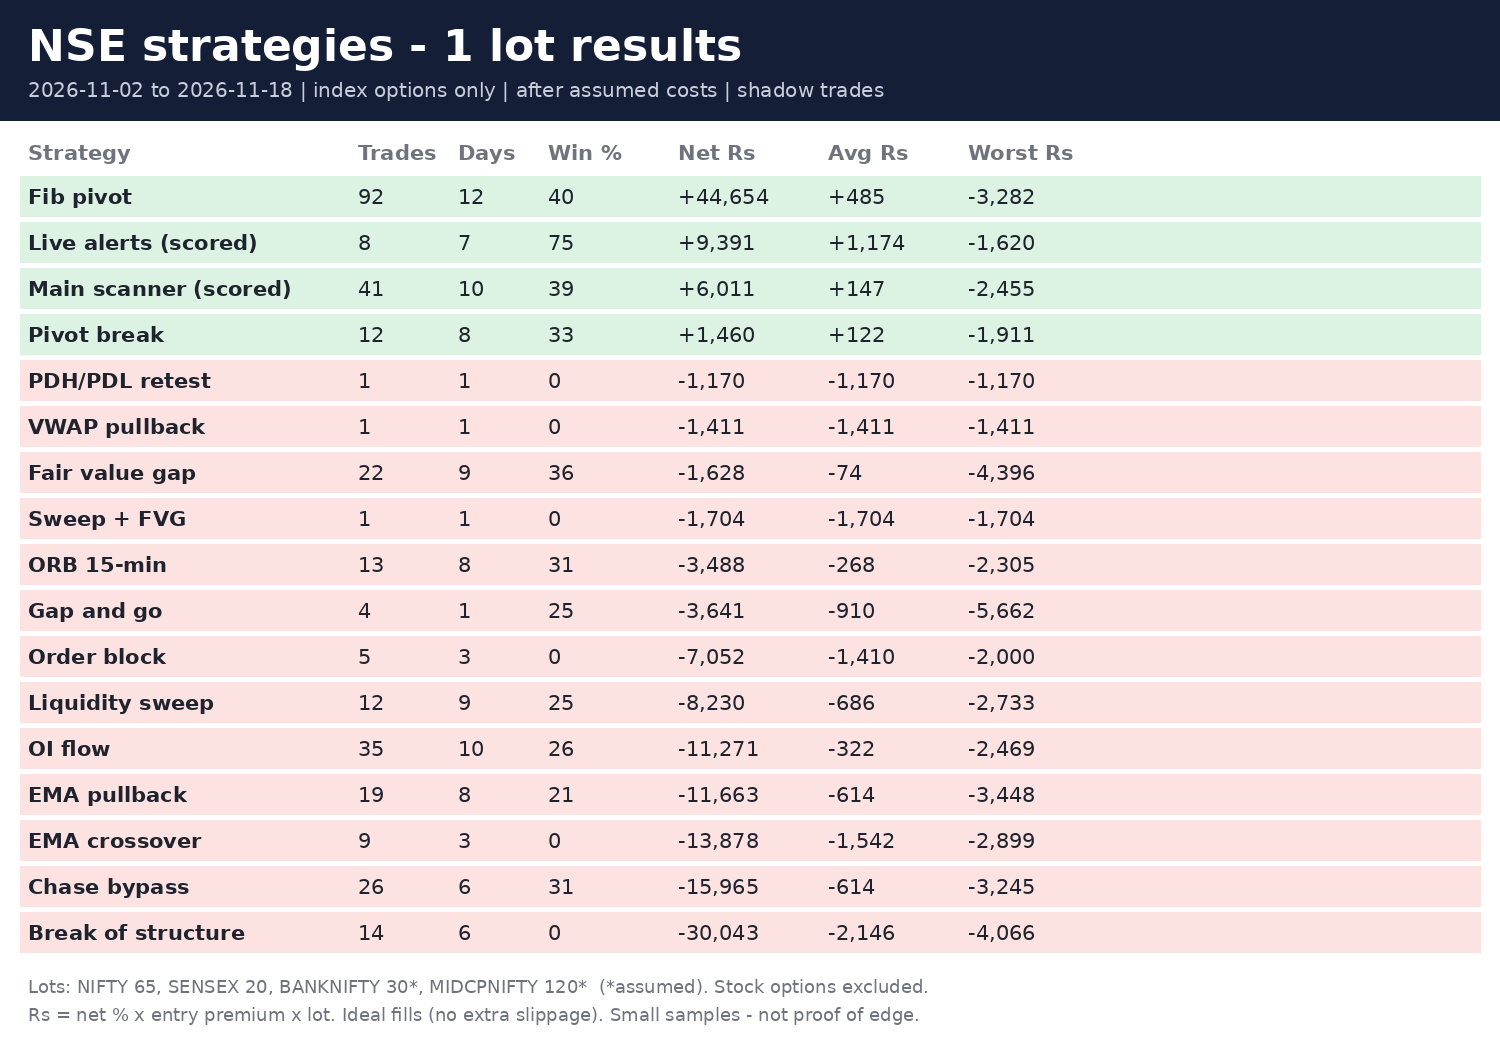 NSE strategies - 1 lot results
2026-11-02 to 2026-11-18 | index options only | after assumed costs | shadow trades
Strategy Trades Days Win % Net Rs Avg Rs Worst Rs
Fib pivot 92 12 40 +44,654 +485 -3,282
Live alerts (scored) 8 7 75 +9,391 +1,174 -1,620
Main scanner (scored) 41 10 39 +6,011 +147 -2,455
Pivot break 12 8 33 +1,460 +122 -1,911
PDH/PDL retest 1 1 0 -1,170 -1,170 -1,170
VWAP pullback 1 1 0 -1,411 -1,411 -1,411
Fair value gap 22 9 36 -1,628 -74 -4,396
Sweep + FVG 1 1 0 -1,704 -1,704 -1,704
ORB 15-min 13 8 31 -3,488 -268 -2,305
Gap and go 4 1 25 -3,641 -910 -5,662
Order block 5 3 0 -7,052 -1,410 -2,000
Liquidity sweep 12 9 25 -8,230 -686 -2,733
OI flow 35 10 26 -11,271 -322 -2,469
EMA pullback 19 8 21 -11,663 -614 -3,448
EMA crossover 9 3 0 -13,878 -1,542 -2,899
Chase bypass 26 6 31 -15,965 -614 -3,245
Break of structure 14 6 0 -30,043 -2,146 -4,066
Lots: NIFTY 65, SENSEX 20, BANKNIFTY 30*, MIDCPNIFTY 120* (*assumed). Stock options excluded.
Rs = net % x entry premium x lot. Ideal fills (no extra slippage). Small samples - not proof of edge.